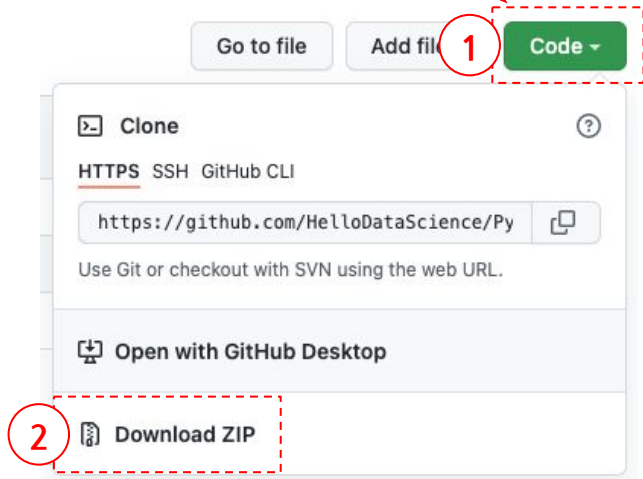 Go to file
Add file
1
Code
Clone
HTTPS SSH GitHub CLI
https://github.com/HelloDataScience/Py
Use Git or checkout with SVN using the web URL.
Open with GitHub Desktop
2
Download ZIP